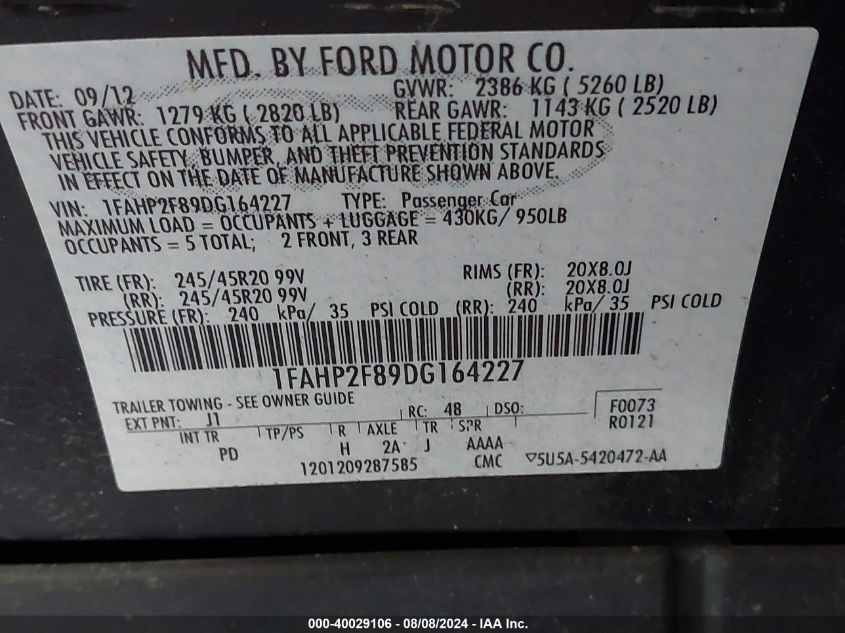 MFD. BY FORD MOTOR CO.
DATE: 09/12 GVWR: 2386 KG ( 5260 LB)
FRONT GAWR: 1279 KG ( 2820 LB) REAR GAWR: 1143 KG ( 2520 LB)
THIS VEHICLE CONFORMS TO ALL APPLICABLE FEDERAL MOTOR
VEHICLE SAFETY, BUMPER, AND THEFT PREVENTION STANDARDS
IN EFFECT ON THE DATE OF MANUFACTURE SHOWN ABOVE.
VIN: 1FAHP2F89DG164227 TYPE: Passenger Car
MAXIMUM LOAD = OCCUPANTS + LUGGAGE = 430KG/ 950LB
OCCUPANTS = 5 TOTAL; 2 FRONT, 3 REAR
TIRE (FR): 245/45R20 99V RIMS (FR): 20X8.0J
(RR): 245/45R20 99V (RR): 20X8.0J
PRESSURE (FR): 240 kPa/ 35 PSI COLD (RR): 240 kPa/ 35 PSI COLD
1FAHP2F89DG164227
TRAILER TOWING - SEE OWNER GUIDE
EXT PNT: J1 RC: 48 DSO: F0073
R0121
INT TR TP/PS R AXLE TR SPR
PD H 2A J AAAA
1201209287585 CMC ▽5U5A-5420472-AA
000-40029106 - 08/08/2024 - IAA Inc.